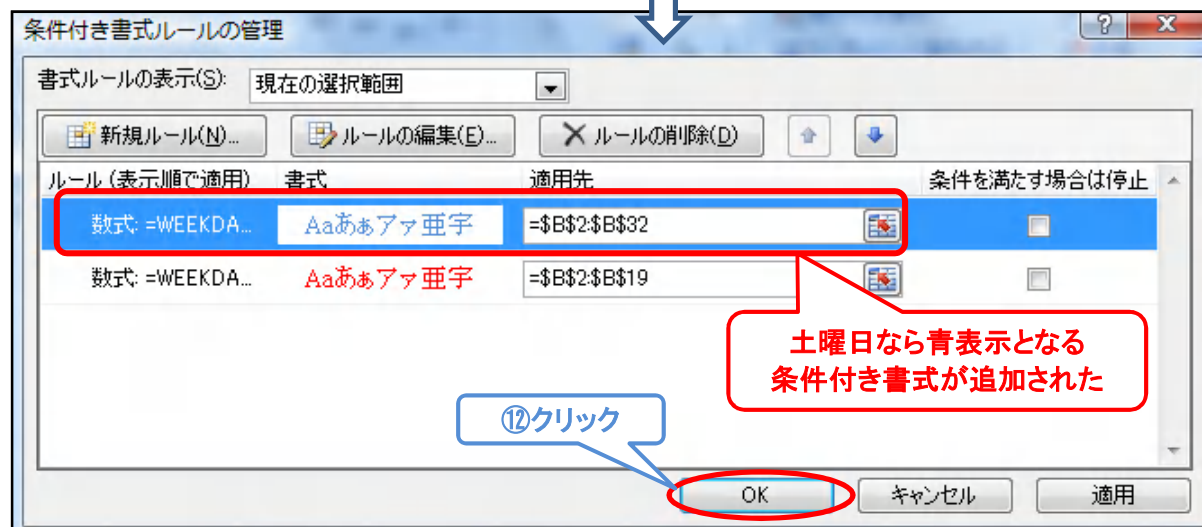 条件付き書式ルールの管理
書式ルールの表示(S): 現在の選択範囲
新規ルール(N)... ルールの編集(E)... ルールの削除(D)
ルール (表示順で適用) 書式 適用先 条件を満たす場合は停止
数式: =WEEKDA... Aaあぁアァ亜宇 =$B$2:$B$32
数式: =WEEKDA... Aaあぁアァ亜宇 =$B$2:$B$19
土曜日なら青表示となる
条件付き書式が追加された
⑫クリック
OK キャンセル 適用